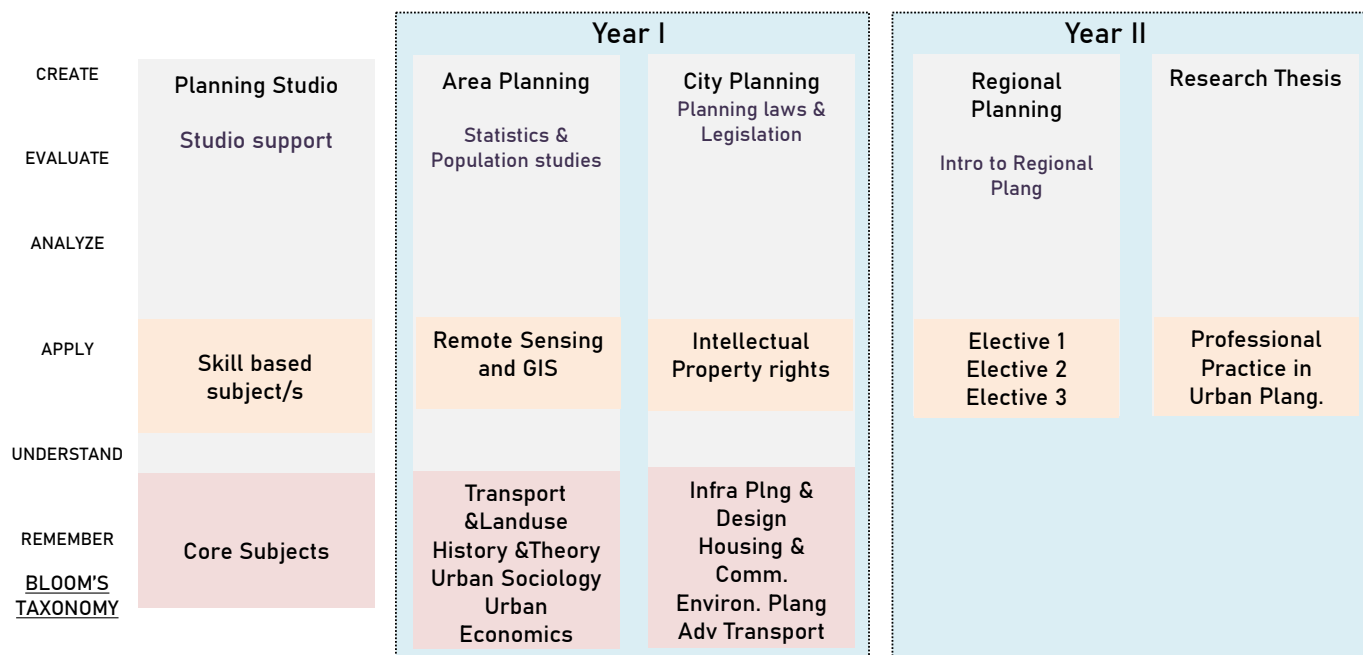 Year I
Year II
CREATE
EVALUATE
ANALYZE
APPLY
UNDERSTAND
REMEMBER
BLOOM'S
TAXONOMY
Planning Studio
Studio support
Skill based
subject/s
Core Subjects
Area Planning
Statistics &
Population studies
Remote Sensing
and GIS
Transport
&Landuse
History &Theory
Urban Sociology
Urban
Economics
City Planning
Planning laws &
Legislation
Intellectual
Property rights
Infra Plng &
Design
Housing &
Comm.
Environ. Plang
Adv Transport
Regional
Planning
Intro to Regional
Plang
Elective 1
Elective 2
Elective 3
Research Thesis
Professional
Practice in
Urban Plang.